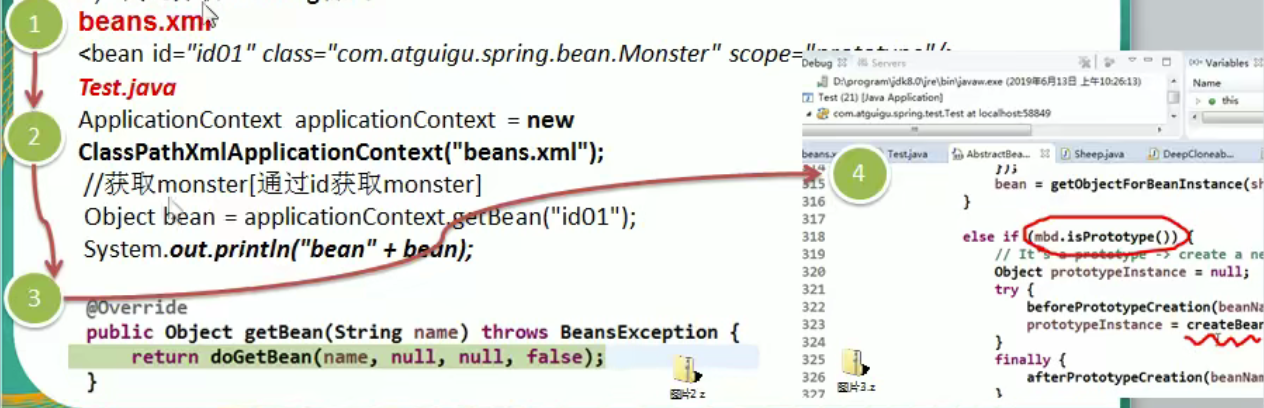 1
beans.xml
<bean id="id01" class="com.atguigu.spring.bean.Monster" scope="prototype"/>
Test.java
2
ApplicationContext applicationContext = new
ClassPathXmlApplicationContext("beans.xml");
//获取monster[通过id获取monster]
Object bean = applicationContext.getBean("id01");
System.out.println("bean" + bean);
3
@Override
public Object getBean(String name) throws BeansException {
return doGetBean(name, null, null, false);
}
图片2.z
Debug Servers
D:\program\jdk8.0\jre\bin\javaw.exe (2019年6月13日 上午10:26:13)
Test (21) [Java Application]
com.atguigu.spring.test.Test at localhost:58849
Variables
Name
this
beans.x Test.java AbstractBea... Sheep.java DeepCloneab
4
314 });
315 bean = getObjectForBeanInstance(sh
316 }
317
318 else if (mbd.isPrototype()) {
319 // It's a prototype -> create a ne
320 Object prototypeInstance = null;
321 try {
322 beforePrototypeCreation(beanNa
323 prototypeInstance = createBean
324 }
325 finally {
326 afterPrototypeCreation(beanNam
327 }
图片3.z